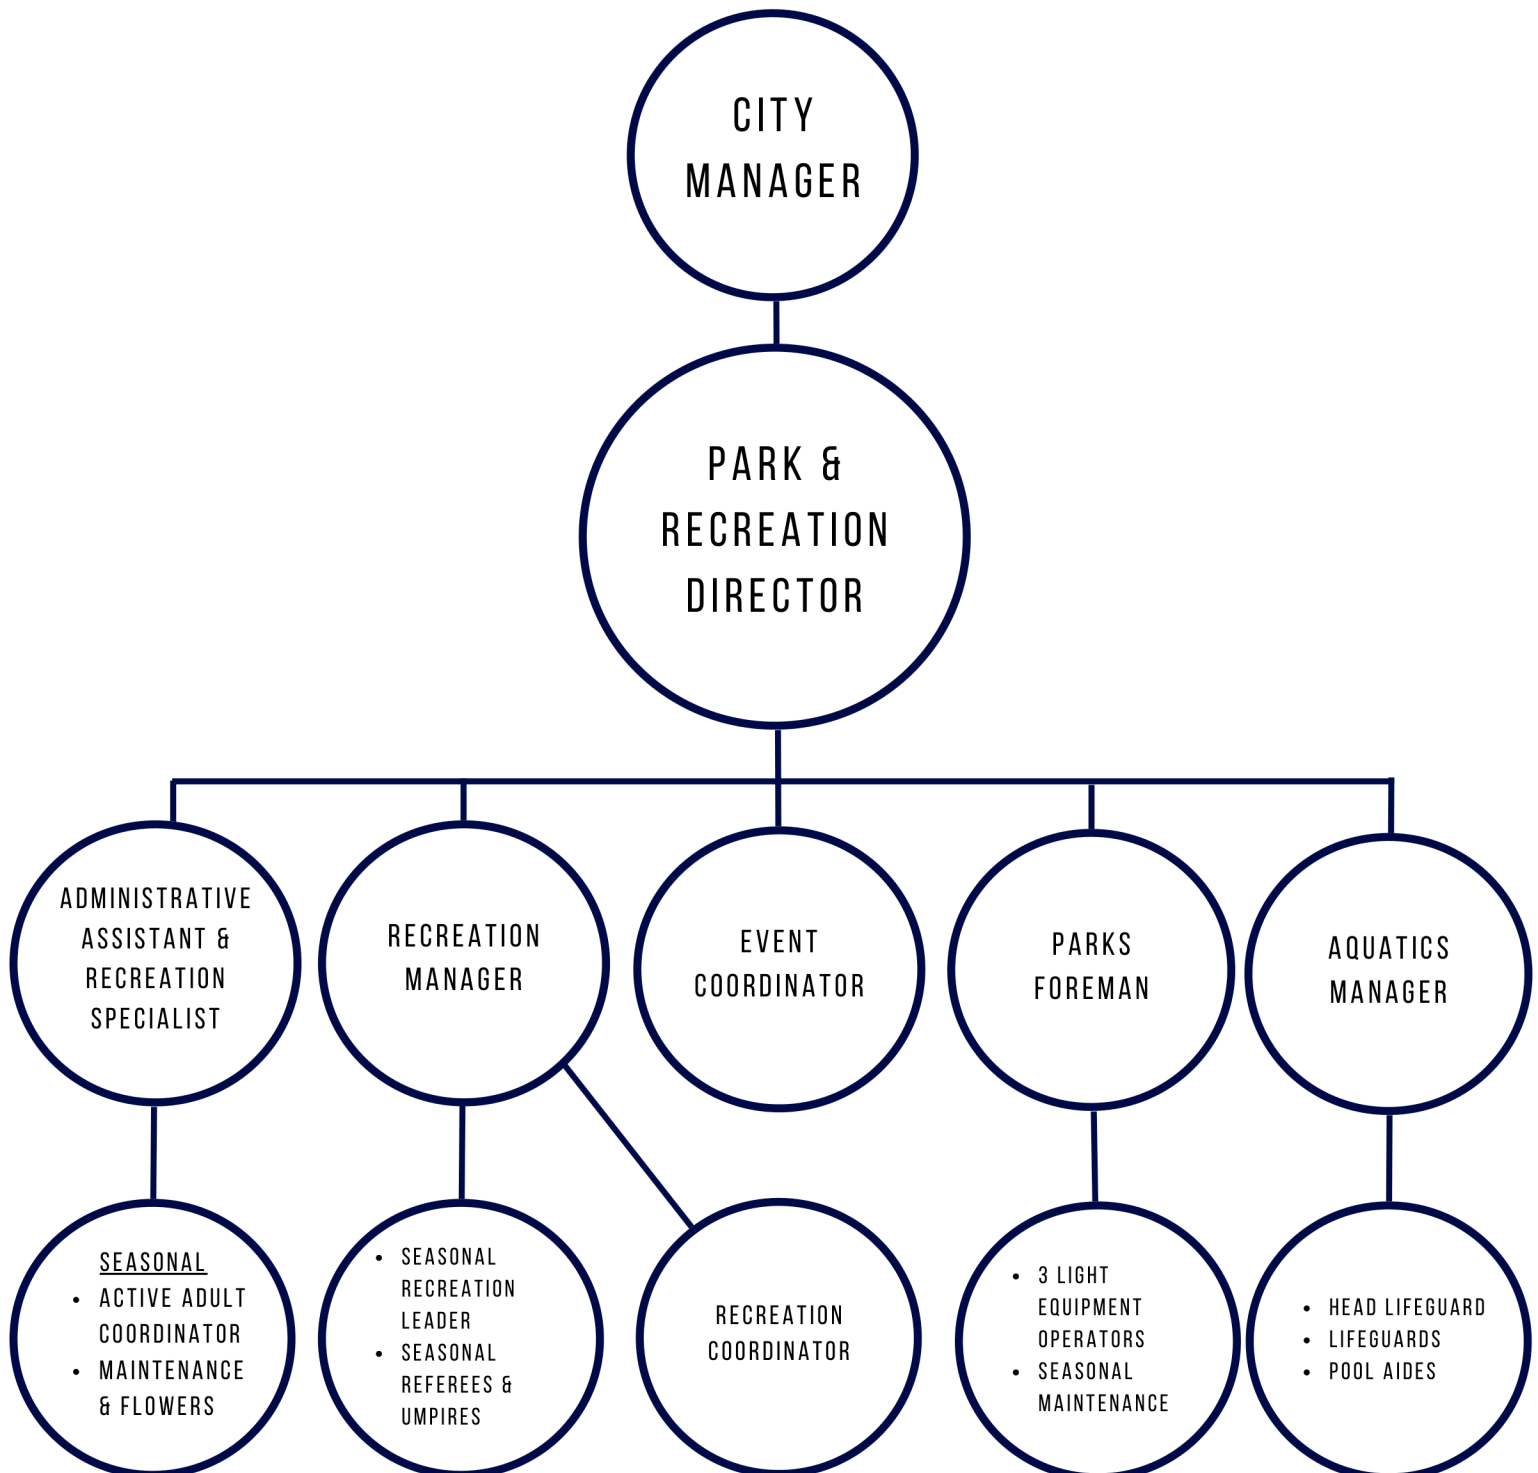 CITY
MANAGER
PARK &
RECREATION
DIRECTOR
ADMINISTRATIVE
ASSISTANT &
RECREATION
SPECIALIST
RECREATION
MANAGER
EVENT
COORDINATOR
PARKS
FOREMAN
AQUATICS
MANAGER
SEASONAL
• ACTIVE ADULT
COORDINATOR
• MAINTENANCE
& FLOWERS
• SEASONAL
RECREATION
LEADER
• SEASONAL
REFEREES &
UMPIRES
RECREATION
COORDINATOR
• 3 LIGHT
EQUIPMENT
OPERATORS
• SEASONAL
MAINTENANCE
• HEAD LIFEGUARD
• LIFEGUARDS
• POOL AIDES